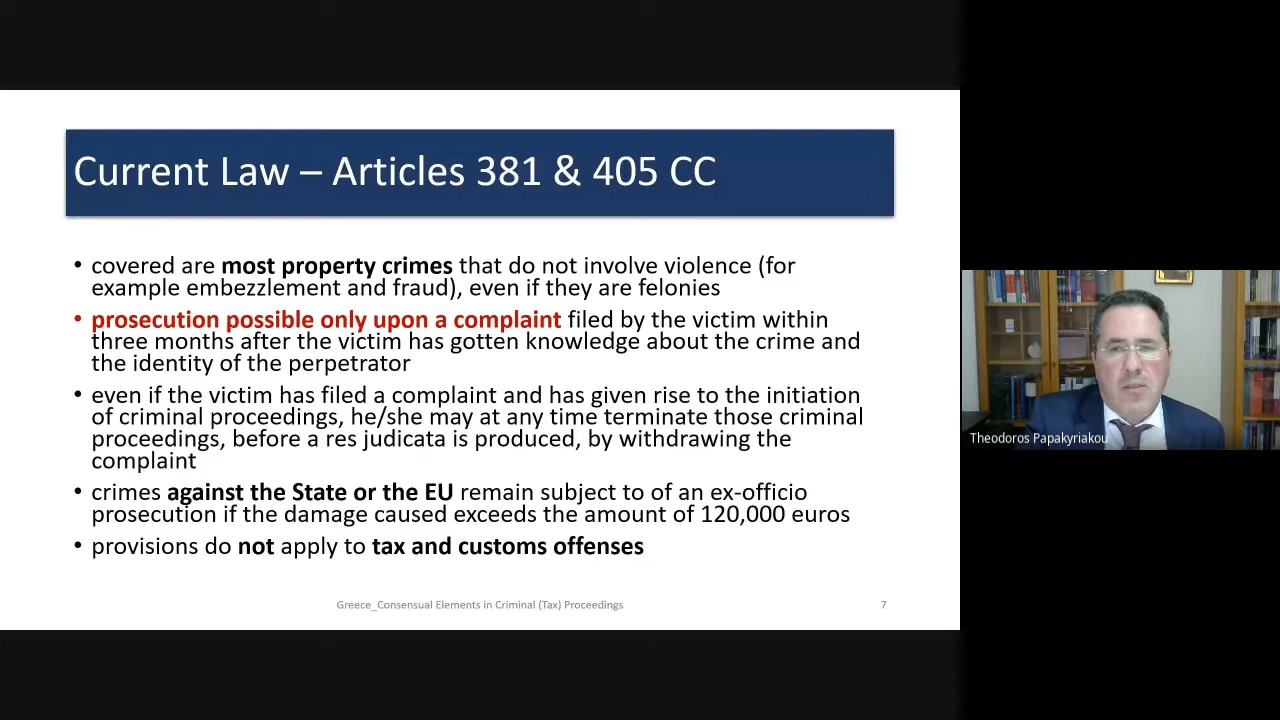 Current Law – Articles 381 & 405 CC
• covered are most property crimes that do not involve violence (for
example embezzlement and fraud), even if they are felonies
• prosecution possible only upon a complaint filed by the victim within
three months after the victim has gotten knowledge about the crime and
the identity of the perpetrator
• even if the victim has filed a complaint and has given rise to the initiation
of criminal proceedings, he/she may at any time terminate those criminal
proceedings, before a res judicata is produced, by withdrawing the
complaint
• crimes against the State or the EU remain subject to of an ex-officio
prosecution if the damage caused exceeds the amount of 120,000 euros
• provisions do not apply to tax and customs offenses
Greece_Consensual Elements in Criminal (Tax) Proceedings
7
Theodoros Papakyriakou